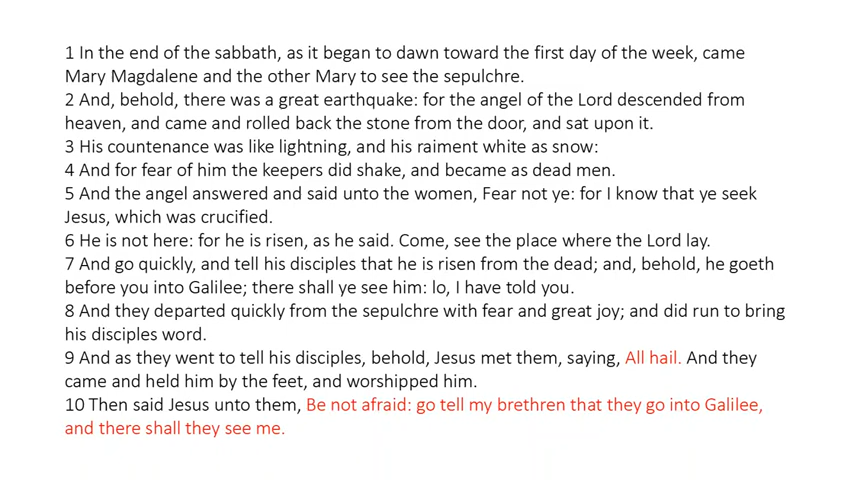 1 In the end of the sabbath, as it began to dawn toward the first day of the week, came
Mary Magdalene and the other Mary to see the sepulchre.
2 And, behold, there was a great earthquake: for the angel of the Lord descended from
heaven, and came and rolled back the stone from the door, and sat upon it.
3 His countenance was like lightning, and his raiment white as snow:
4 And for fear of him the keepers did shake, and became as dead men.
5 And the angel answered and said unto the women, Fear not ye: for I know that ye seek
Jesus, which was crucified.
6 He is not here: for he is risen, as he said. Come, see the place where the Lord lay.
7 And go quickly, and tell his disciples that he is risen from the dead; and, behold, he goeth
before you into Galilee; there shall ye see him: lo, I have told you.
8 And they departed quickly from the sepulchre with fear and great joy; and did run to bring
his disciples word.
9 And as they went to tell his disciples, behold, Jesus met them, saying, All hail. And they
came and held him by the feet, and worshipped him.
10 Then said Jesus unto them, Be not afraid: go tell my brethren that they go into Galilee,
and there shall they see me.